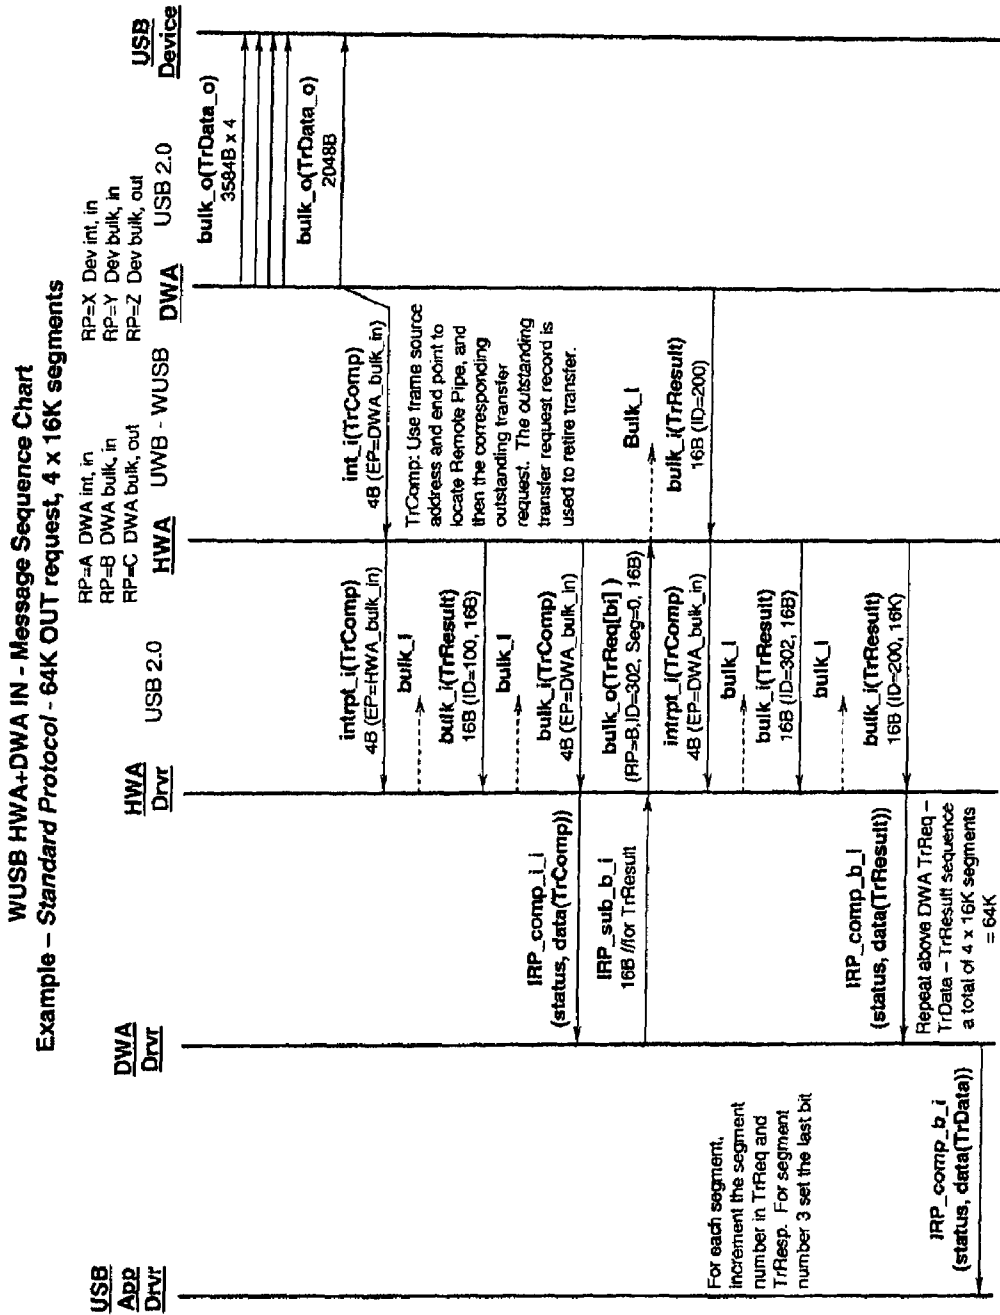 WUSB HWA+DWA IN - Message Sequence Chart
Example – Standard Protocol - 64K OUT request, 4 x 16K segments
USB
App
Drvr
DWA
Drvr
HWA
Drvr
USB 2.0
HWA
RP=A DWA int, in
RP=B DWA bulk, in
RP=C DWA bulk, out
UWB - WUSB
DWA
RP=X Dev int, in
RP=Y Dev bulk, in
RP=Z Dev bulk, out
USB 2.0
USB
Device
bulk_o(TrData_o)
3584B x 4
bulk_o(TrData_o)
2048B
int_i(TrComp)
4B (EP=DWA_bulk_in)
intrpt_i(TrComp)
4B (EP=HWA_bulk_in)
TrComp: Use frame source
address and end point to
locate Remote Pipe, and
then the corresponding
outstanding transfer
request. The outstanding
transfer request record is
used to retire transfer.
bulk_I
bulk_i(TrResult)
16B (ID=100, 16B)
bulk_I
bulk_i(TrComp)
4B (EP=DWA_bulk_in)
IRP_comp_i_i
(status, data(TrComp))
IRP_sub_b_i
16B //for TrResult
bulk_o(TrReq[bi] )
(RP=B,ID=302, Seg=0, 16B)
Bulk_I
intrpt_i(TrComp)
4B (EP=DWA_bulk_in)
bulk_i(TrResult)
16B (ID=200)
bulk_I
bulk_i(TrResult)
16B (ID=302, 16B)
bulk_I
bulk_i(TrResult)
16B (ID=200, 16K)
IRP_comp_b_i
(status, data(TrResult))
Repeat above DWA TrReq –
TrData – TrResult sequence
a total of 4 x 16K segments
= 64K
For each segment,
increment the segment
number in TrReq and
TrResp. For segment
number 3 set the last bit
IRP_comp_b_i
(status, data(TrData))